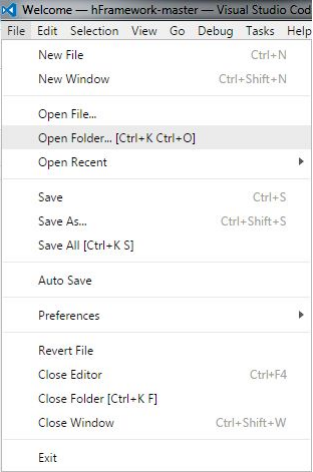 Welcome — hFramework-master — Visual Studio Cod
File Edit Selection View Go Debug Tasks Help
New File Ctrl+N
New Window Ctrl+Shift+N
Open File...
Open Folder... [Ctrl+K Ctrl+O]
Open Recent
Save Ctrl+S
Save As... Ctrl+Shift+S
Save All [Ctrl+K S]
Auto Save
Preferences
Revert File
Close Editor Ctrl+F4
Close Folder [Ctrl+K F]
Close Window Ctrl+Shift+W
Exit